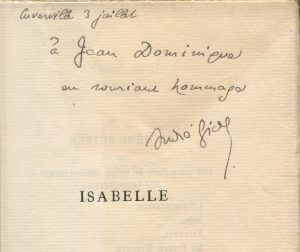 Cuverville 3 juillet
à Jean Dominique
en souriant hommage
André Gide
ISABELLE